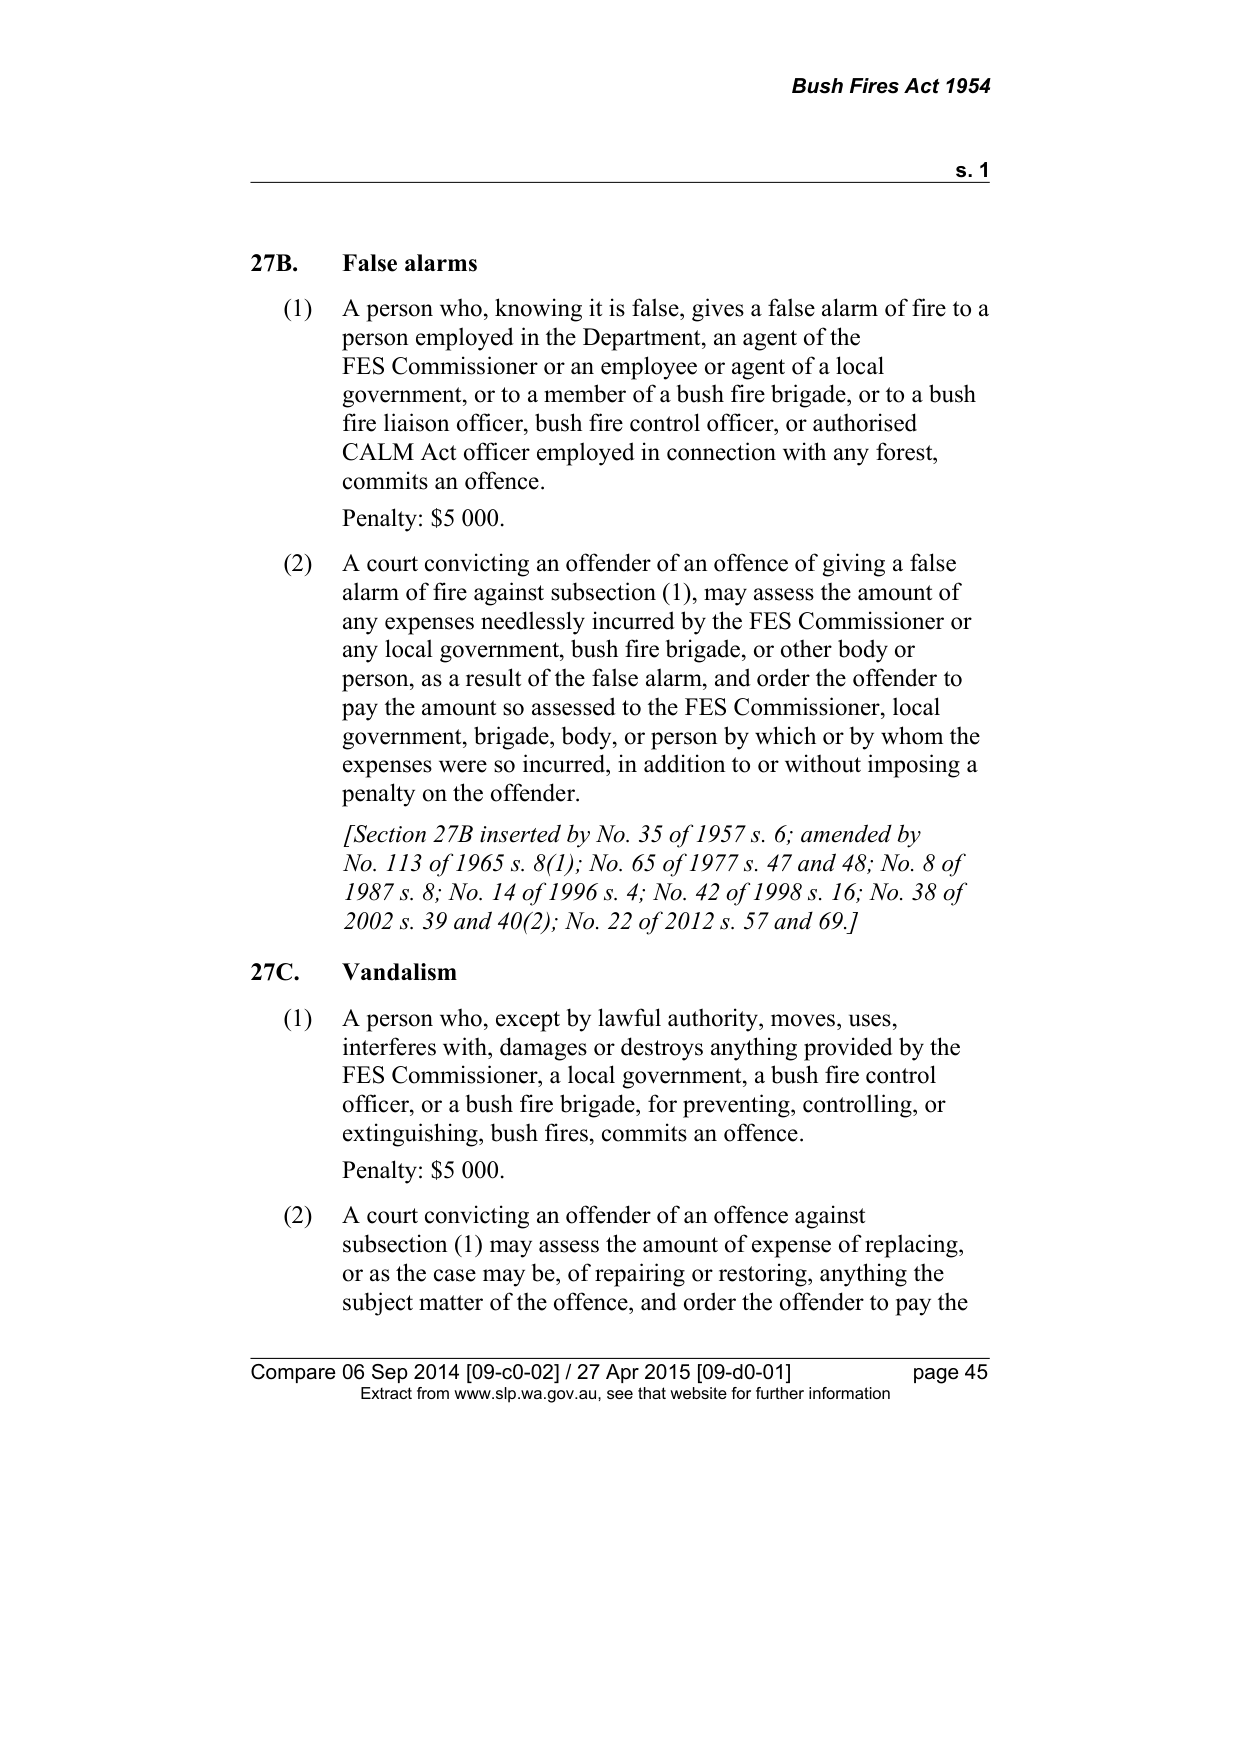 Bush Fires Act 1954
s. 1
27B. False alarms
(1) A person who, knowing it is false, gives a false alarm of fire to a
person employed in the Department, an agent of the
FES Commissioner or an employee or agent of a local
government, or to a member of a bush fire brigade, or to a bush
fire liaison officer, bush fire control officer, or authorised
CALM Act officer employed in connection with any forest,
commits an offence.
Penalty: $5 000.
(2) A court convicting an offender of an offence of giving a false
alarm of fire against subsection (1), may assess the amount of
any expenses needlessly incurred by the FES Commissioner or
any local government, bush fire brigade, or other body or
person, as a result of the false alarm, and order the offender to
pay the amount so assessed to the FES Commissioner, local
government, brigade, body, or person by which or by whom the
expenses were so incurred, in addition to or without imposing a
penalty on the offender.
[Section 27B inserted by No. 35 of 1957 s. 6; amended by
No. 113 of 1965 s. 8(1); No. 65 of 1977 s. 47 and 48; No. 8 of
1987 s. 8; No. 14 of 1996 s. 4; No. 42 of 1998 s. 16; No. 38 of
2002 s. 39 and 40(2); No. 22 of 2012 s. 57 and 69.]
27C. Vandalism
(1) A person who, except by lawful authority, moves, uses,
interferes with, damages or destroys anything provided by the
FES Commissioner, a local government, a bush fire control
officer, or a bush fire brigade, for preventing, controlling, or
extinguishing, bush fires, commits an offence.
Penalty: $5 000.
(2) A court convicting an offender of an offence against
subsection (1) may assess the amount of expense of replacing,
or as the case may be, of repairing or restoring, anything the
subject matter of the offence, and order the offender to pay the
Compare 06 Sep 2014 [09-c0-02] / 27 Apr 2015 [09-d0-01] page 45
Extract from www.slp.wa.gov.au, see that website for further information